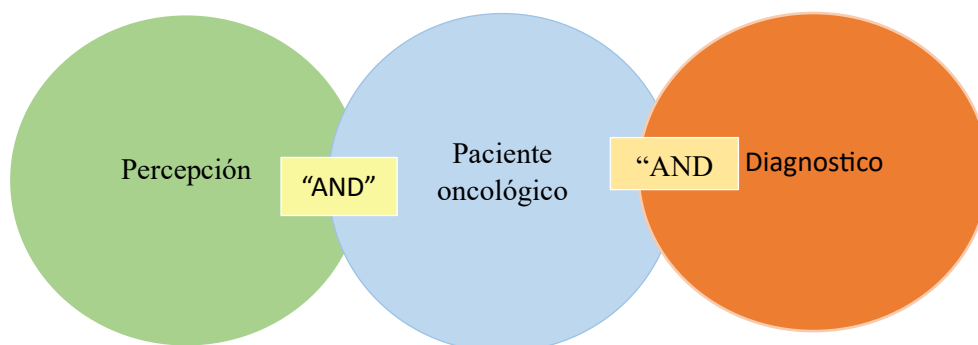 Percepción
“AND”
Paciente
oncológico
“AND
Diagnostico